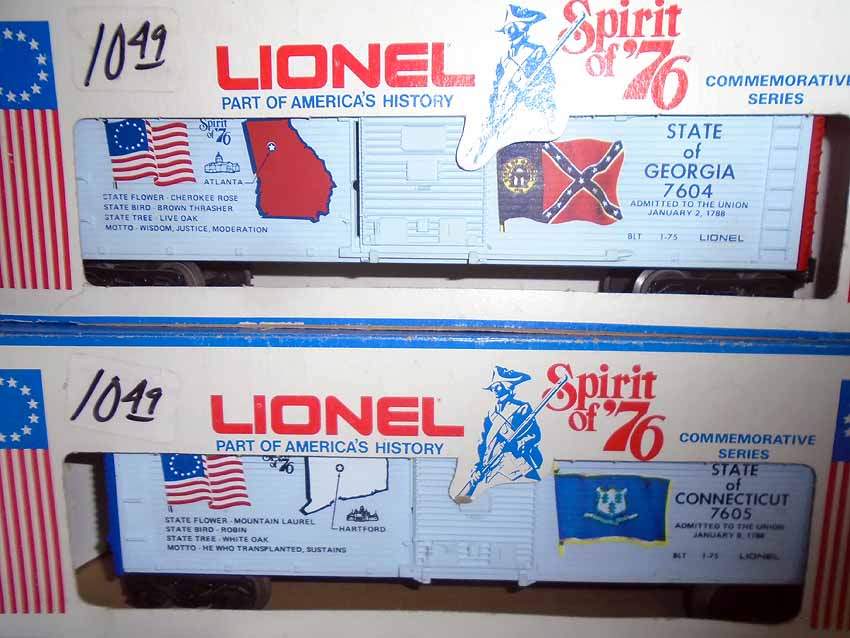 10 49
LIONEL
PART OF AMERICA'S HISTORY
Spirit
of '76
COMMEMORATIVE
SERIES
Spirit
of '76
ATLANTA
STATE FLOWER - CHEROKEE ROSE
STATE BIRD - BROWN THRASHER
STATE TREE - LIVE OAK
MOTTO - WISDOM, JUSTICE, MODERATION
STATE
of
GEORGIA
7604
ADMITTED TO THE UNION
JANUARY 2, 1788
BLT 1-75 LIONEL
10 49
LIONEL
PART OF AMERICA'S HISTORY
Spirit
of '76
COMMEMORATIVE
SERIES
of '76
STATE FLOWER - MOUNTAIN LAUREL
STATE BIRD - ROBIN
STATE TREE - WHITE OAK
MOTTO - HE WHO TRANSPLANTED, SUSTAINS
HARTFORD
STATE
of
CONNECTICUT
7605
ADMITTED TO THE UNION
JANUARY 9, 1788
BLT 1-75 LIONEL